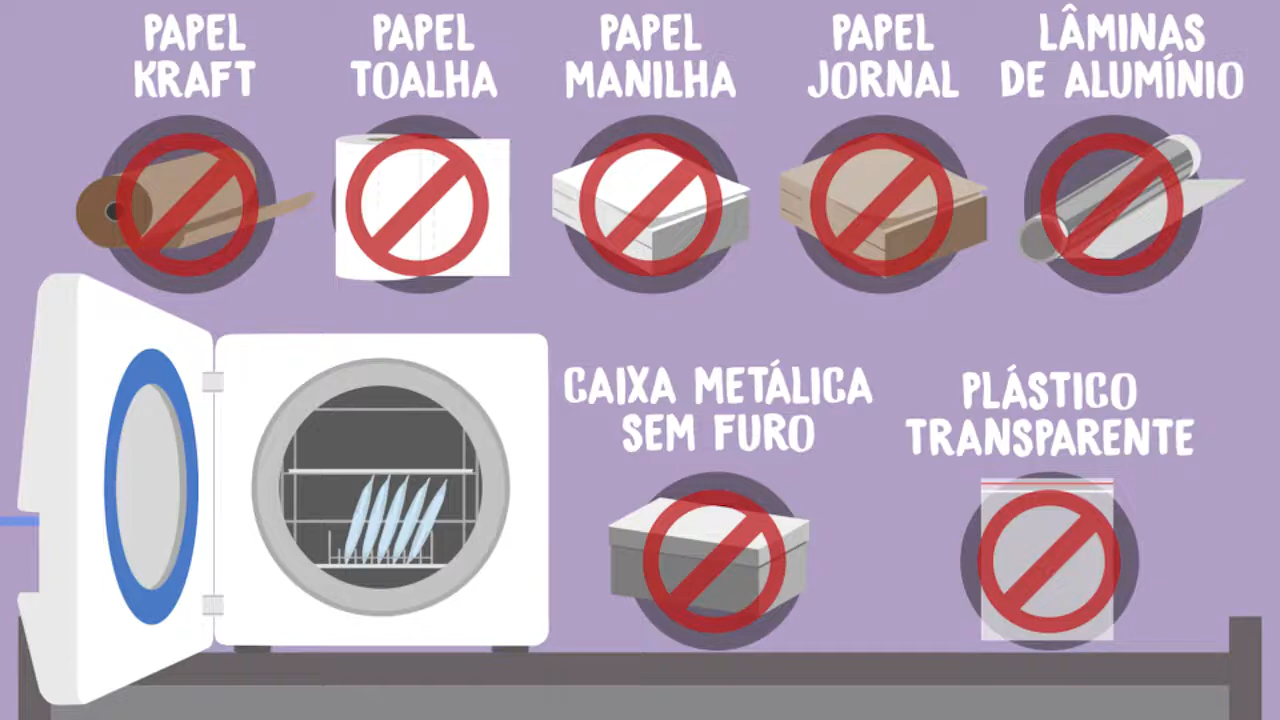 PAPEL
KRAFT
PAPEL
TOALHA
PAPEL
MANILHA
PAPEL
JORNAL
LÂMINAS
DE ALUMÍNIO
CAIXA METÁLICA
SEM FURO
PLÁSTICO
TRANSPARENTE